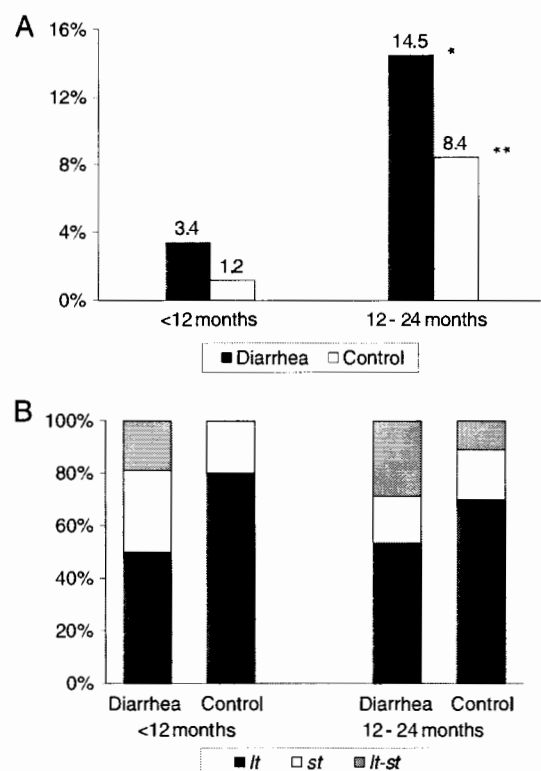 A
16%
14.5 *
12%
8.4 **
8%
4%
3.4
1.2
0%
<12 months 12 - 24 months
Diarrhea Control
B
100%
80%
60%
40%
20%
0%
Diarrhea Control Diarrhea Control
<12 months 12 - 24 months
lt st lt-st